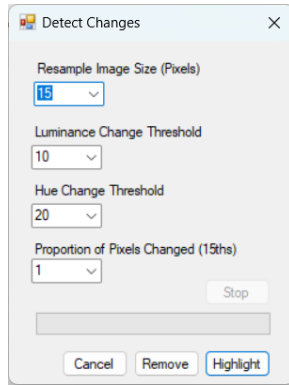 Detect Changes
Resample Image Size (Pixels)
15
Luminance Change Threshold
10
Hue Change Threshold
20
Proportion of Pixels Changed (15ths)
1
Stop
Cancel Remove Highlight